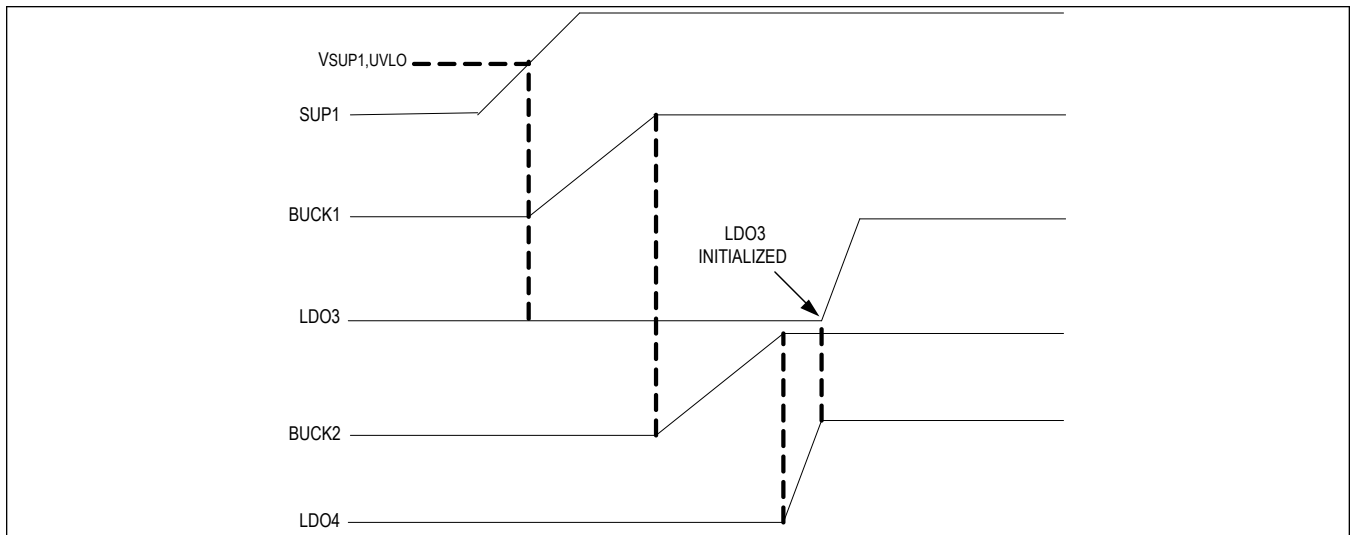 VSUP1,UVLO
SUP1
BUCK1
LDO3
INITIALIZED
LDO3
BUCK2
LDO4